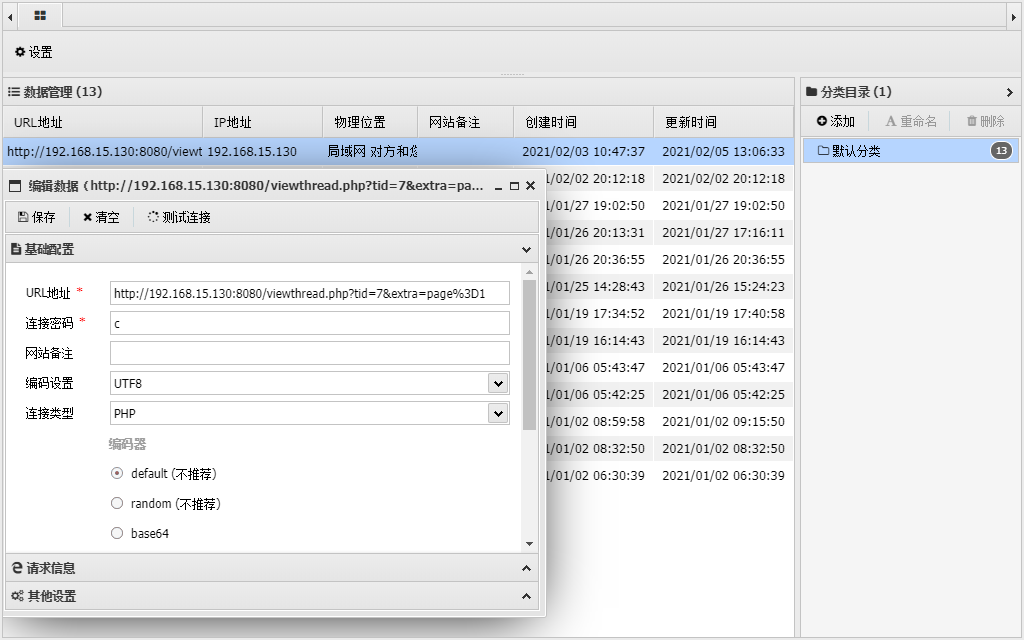 设置
数据管理 (13)
URL地址 IP地址 物理位置 网站备注 创建时间 更新时间
http://192.168.15.130:8080/viewt 192.168.15.130 局域网 对方和您 2021/02/03 10:47:37 2021/02/05 13:06:33
/02/02 20:12:18 2021/02/02 20:12:18
/01/27 19:02:50 2021/01/27 19:02:50
/01/26 20:13:31 2021/01/27 17:16:11
/01/26 20:36:55 2021/01/26 20:36:55
/01/25 14:28:43 2021/01/26 15:24:23
/01/19 17:34:52 2021/01/19 17:40:58
/01/19 16:14:43 2021/01/19 16:14:43
/01/06 05:43:47 2021/01/06 05:43:47
/01/06 05:42:25 2021/01/06 05:42:25
/01/02 08:59:58 2021/01/02 09:15:50
/01/02 08:32:50 2021/01/02 08:32:50
/01/02 06:30:39 2021/01/02 06:30:39
分类目录 (1)
添加 重命名 删除
默认分类 13
编辑数据 (http://192.168.15.130:8080/viewthread.php?tid=7&extra=pa...
保存 清空 测试连接
基础配置
URL地址 * http://192.168.15.130:8080/viewthread.php?tid=7&extra=page%3D1
连接密码 * c
网站备注
编码设置 UTF8
连接类型 PHP
编码器
default (不推荐)
random (不推荐)
base64
请求信息
其他设置